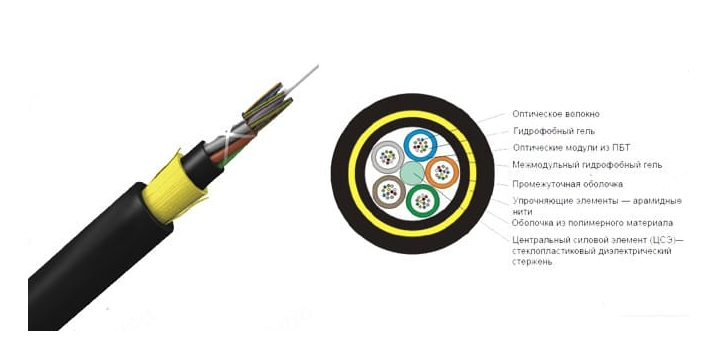 Оптическое волокно
Гидрофобный гель
Оптические модули из ПБТ
Межмодульный гидрофобный гель
Промежуточная оболочка
Упрочняющие элементы — арамидные
нити
Оболочка из полимерного материала
Центральный силовой элемент (ЦСЭ)—
стеклопластиковый диэлектрический
стержень.